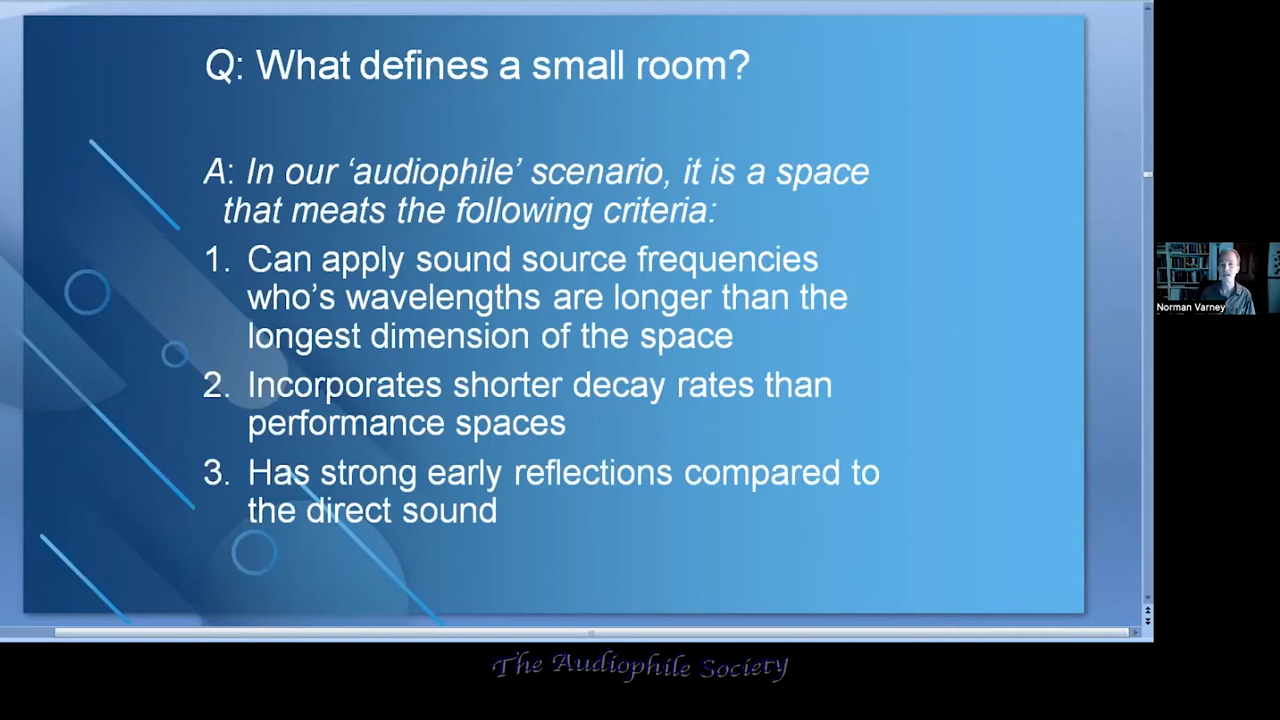 Q: What defines a small room?
A: In our ‘audiophile’ scenario, it is a space
that meats the following criteria:
1. Can apply sound source frequencies
who’s wavelengths are longer than the
longest dimension of the space
2. Incorporates shorter decay rates than
performance spaces
3. Has strong early reflections compared to
the direct sound
Norman Varney
The Audiophile Society